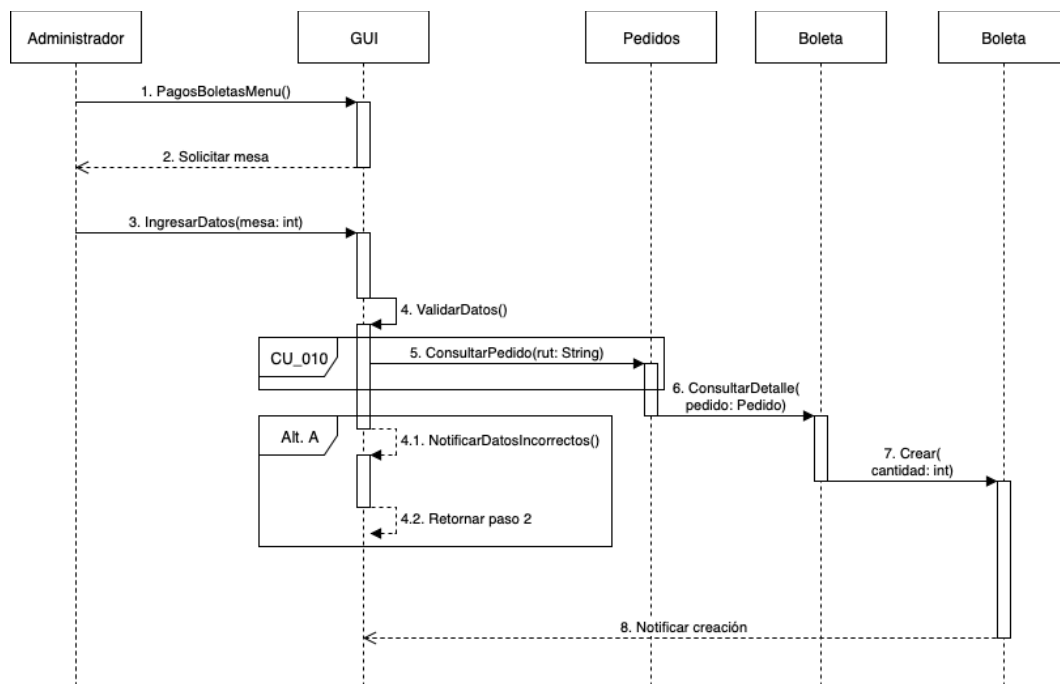 Administrador
GUI
Pedidos
Boleta
Boleta
1. PagosBoletasMenu()
2. Solicitar mesa
3. IngresarDatos(mesa: int)
4. ValidarDatos()
CU_010
5. ConsultarPedido(rut: String)
6. ConsultarDetalle(
pedido: Pedido)
Alt. A
4.1. NotificarDatosIncorrectos()
7. Crear(
cantidad: int)
4.2. Retornar paso 2
8. Notificar creación